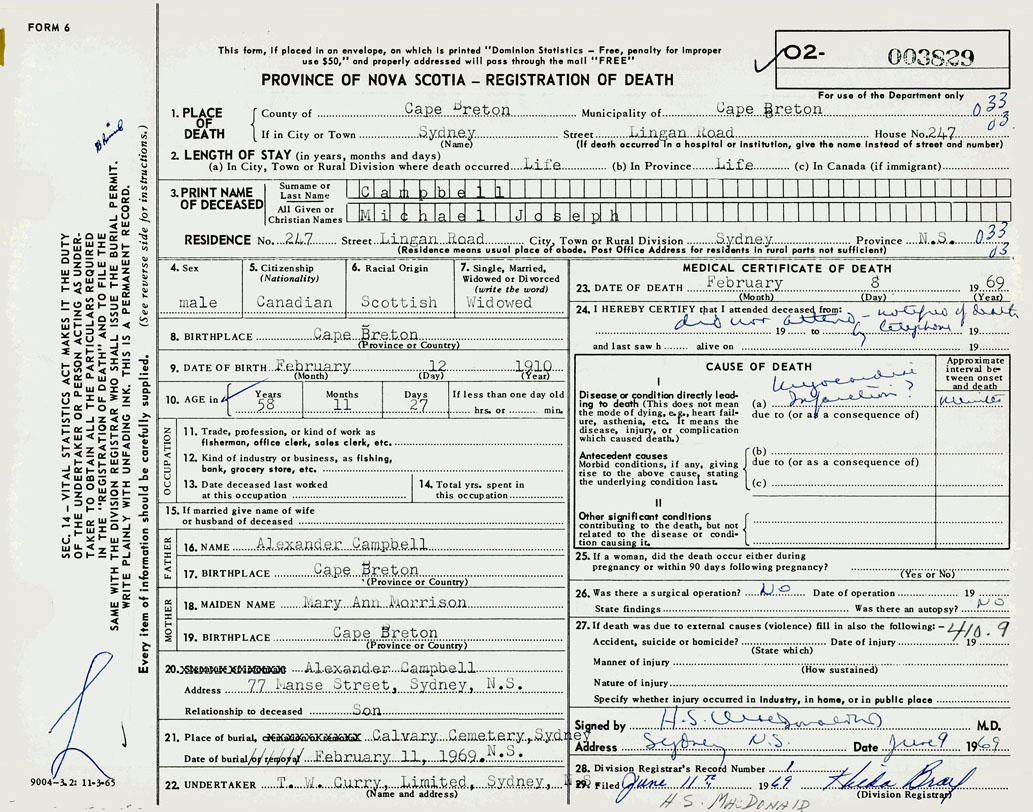 FORM 6
This form, if placed in an envelope, on which is printed "Dominion Statistics – Free, penalty for improper
use $50," and properly addressed will pass through the mail "FREE"
PROVINCE OF NOVA SCOTIA – REGISTRATION OF DEATH
02- 003829
For use of the Department only
1. PLACE OF DEATH
County of Cape Breton Municipality of Cape Breton 033
If in City or Town Sydney Street Lingan Road House No. 247 03
(Name) (If death occurred in a hospital or institution, give the name instead of street and number)
2. LENGTH OF STAY (in years, months and days)
(a) In City, Town or Rural Division where death occurred Life (b) In Province Life (c) In Canada (if immigrant)
3. PRINT NAME OF DECEASED
Surname or Last Name Campbell
All Given or Christian Names Michael Joseph
RESIDENCE No. 247 Street Lingan Road City, Town or Rural Division Sydney Province N.S. 033
(Residence means usual place of abode. Post Office Address for residents in rural parts not sufficient) 03
4. Sex
male
5. Citizenship
(Nationality)
Canadian
6. Racial Origin
Scottish
7. Single, Married,
Widowed or Divorced
(write the word)
Widowed
8. BIRTHPLACE Cape Breton
(Province or Country)
9. DATE OF BIRTH February 12 1910
(Month) (Day) (Year)
10. AGE in Years Months Days If less than one day old
58 11 27 hrs. or min.
OCCUPATION
11. Trade, profession, or kind of work as
fisherman, office clerk, sales clerk, etc.
12. Kind of industry or business, as fishing,
bank, grocery store, etc.
13. Date deceased last worked
at this occupation
14. Total yrs. spent in
this occupation
15. If married give name of wife
or husband of deceased
FATHER
16. NAME Alexander Campbell
17. BIRTHPLACE Cape Breton
(Province or Country)
MOTHER
18. MAIDEN NAME Mary Ann Morrison
19. BIRTHPLACE Cape Breton
(Province or Country)
20. Alexander Campbell
Address 77 Manse Street, Sydney, N.S.
Relationship to deceased Son
21. Place of burial, Calvary Cemetery, Sydney
Date of burial/or removal February 11, 1969. N.S.
22. UNDERTAKER T. W. Curry, Limited, Sydney, N.S.
(Name and address)
MEDICAL CERTIFICATE OF DEATH
23. DATE OF DEATH February 8 1969
(Month) (Day) (Year)
24. I HEREBY CERTIFY that I attended deceased from:
did not attend – notified of death
19 to by telephone 19
and last saw h alive on 19
CAUSE OF DEATH
Approximate interval between onset and death
I
Disease or condition directly leading to death (This does not mean the mode of dying, e.g., heart failure, asthenia, etc. It means the disease, injury, or complication which caused death.)
Myocardial
(a) Infarction? Minutes
due to (or as a consequence of)
Antecedent causes
Morbid conditions, if any, giving rise to the above cause, stating the underlying condition last.
(b)
due to (or as a consequence of)
(c)
II
Other significant conditions
contributing to the death, but not related to the disease or condition causing it.
25. If a woman, did the death occur either during
pregnancy or within 90 days following pregnancy?
(Yes or No)
26. Was there a surgical operation? NO Date of operation 19
State findings Was there an autopsy? NO
27. If death was due to external causes (violence) fill in also the following: – 410.9
Accident, suicide or homicide? Date of injury 19
(State which)
Manner of injury
(How sustained)
Nature of injury
Specify whether injury occurred in industry, in home, or in public place
Signed by H.S. MacDonald M.D.
Address Sydney N.S. Date June 9 1969
28. Division Registrar's Record Number 1
29. Filed June 11th 1969
(Division Registrar)
H S MACDONALD
SEC. 14 – VITAL STATISTICS ACT MAKES IT THE DUTY
OF THE UNDERTAKER OR PERSON ACTING AS UNDER-
TAKER TO OBTAIN ALL THE PARTICULARS REQUIRED
IN THE "REGISTRATION OF DEATH" AND TO FILE THE
SAME WITH THE DIVISION REGISTRAR WHO SHALL ISSUE THE BURIAL PERMIT.
WRITE PLAINLY WITH UNFADING INK. THIS IS A PERMANENT RECORD.
Every item of information should be carefully supplied. (See reverse side for instructions.)
9004–3.2: 11-3-65